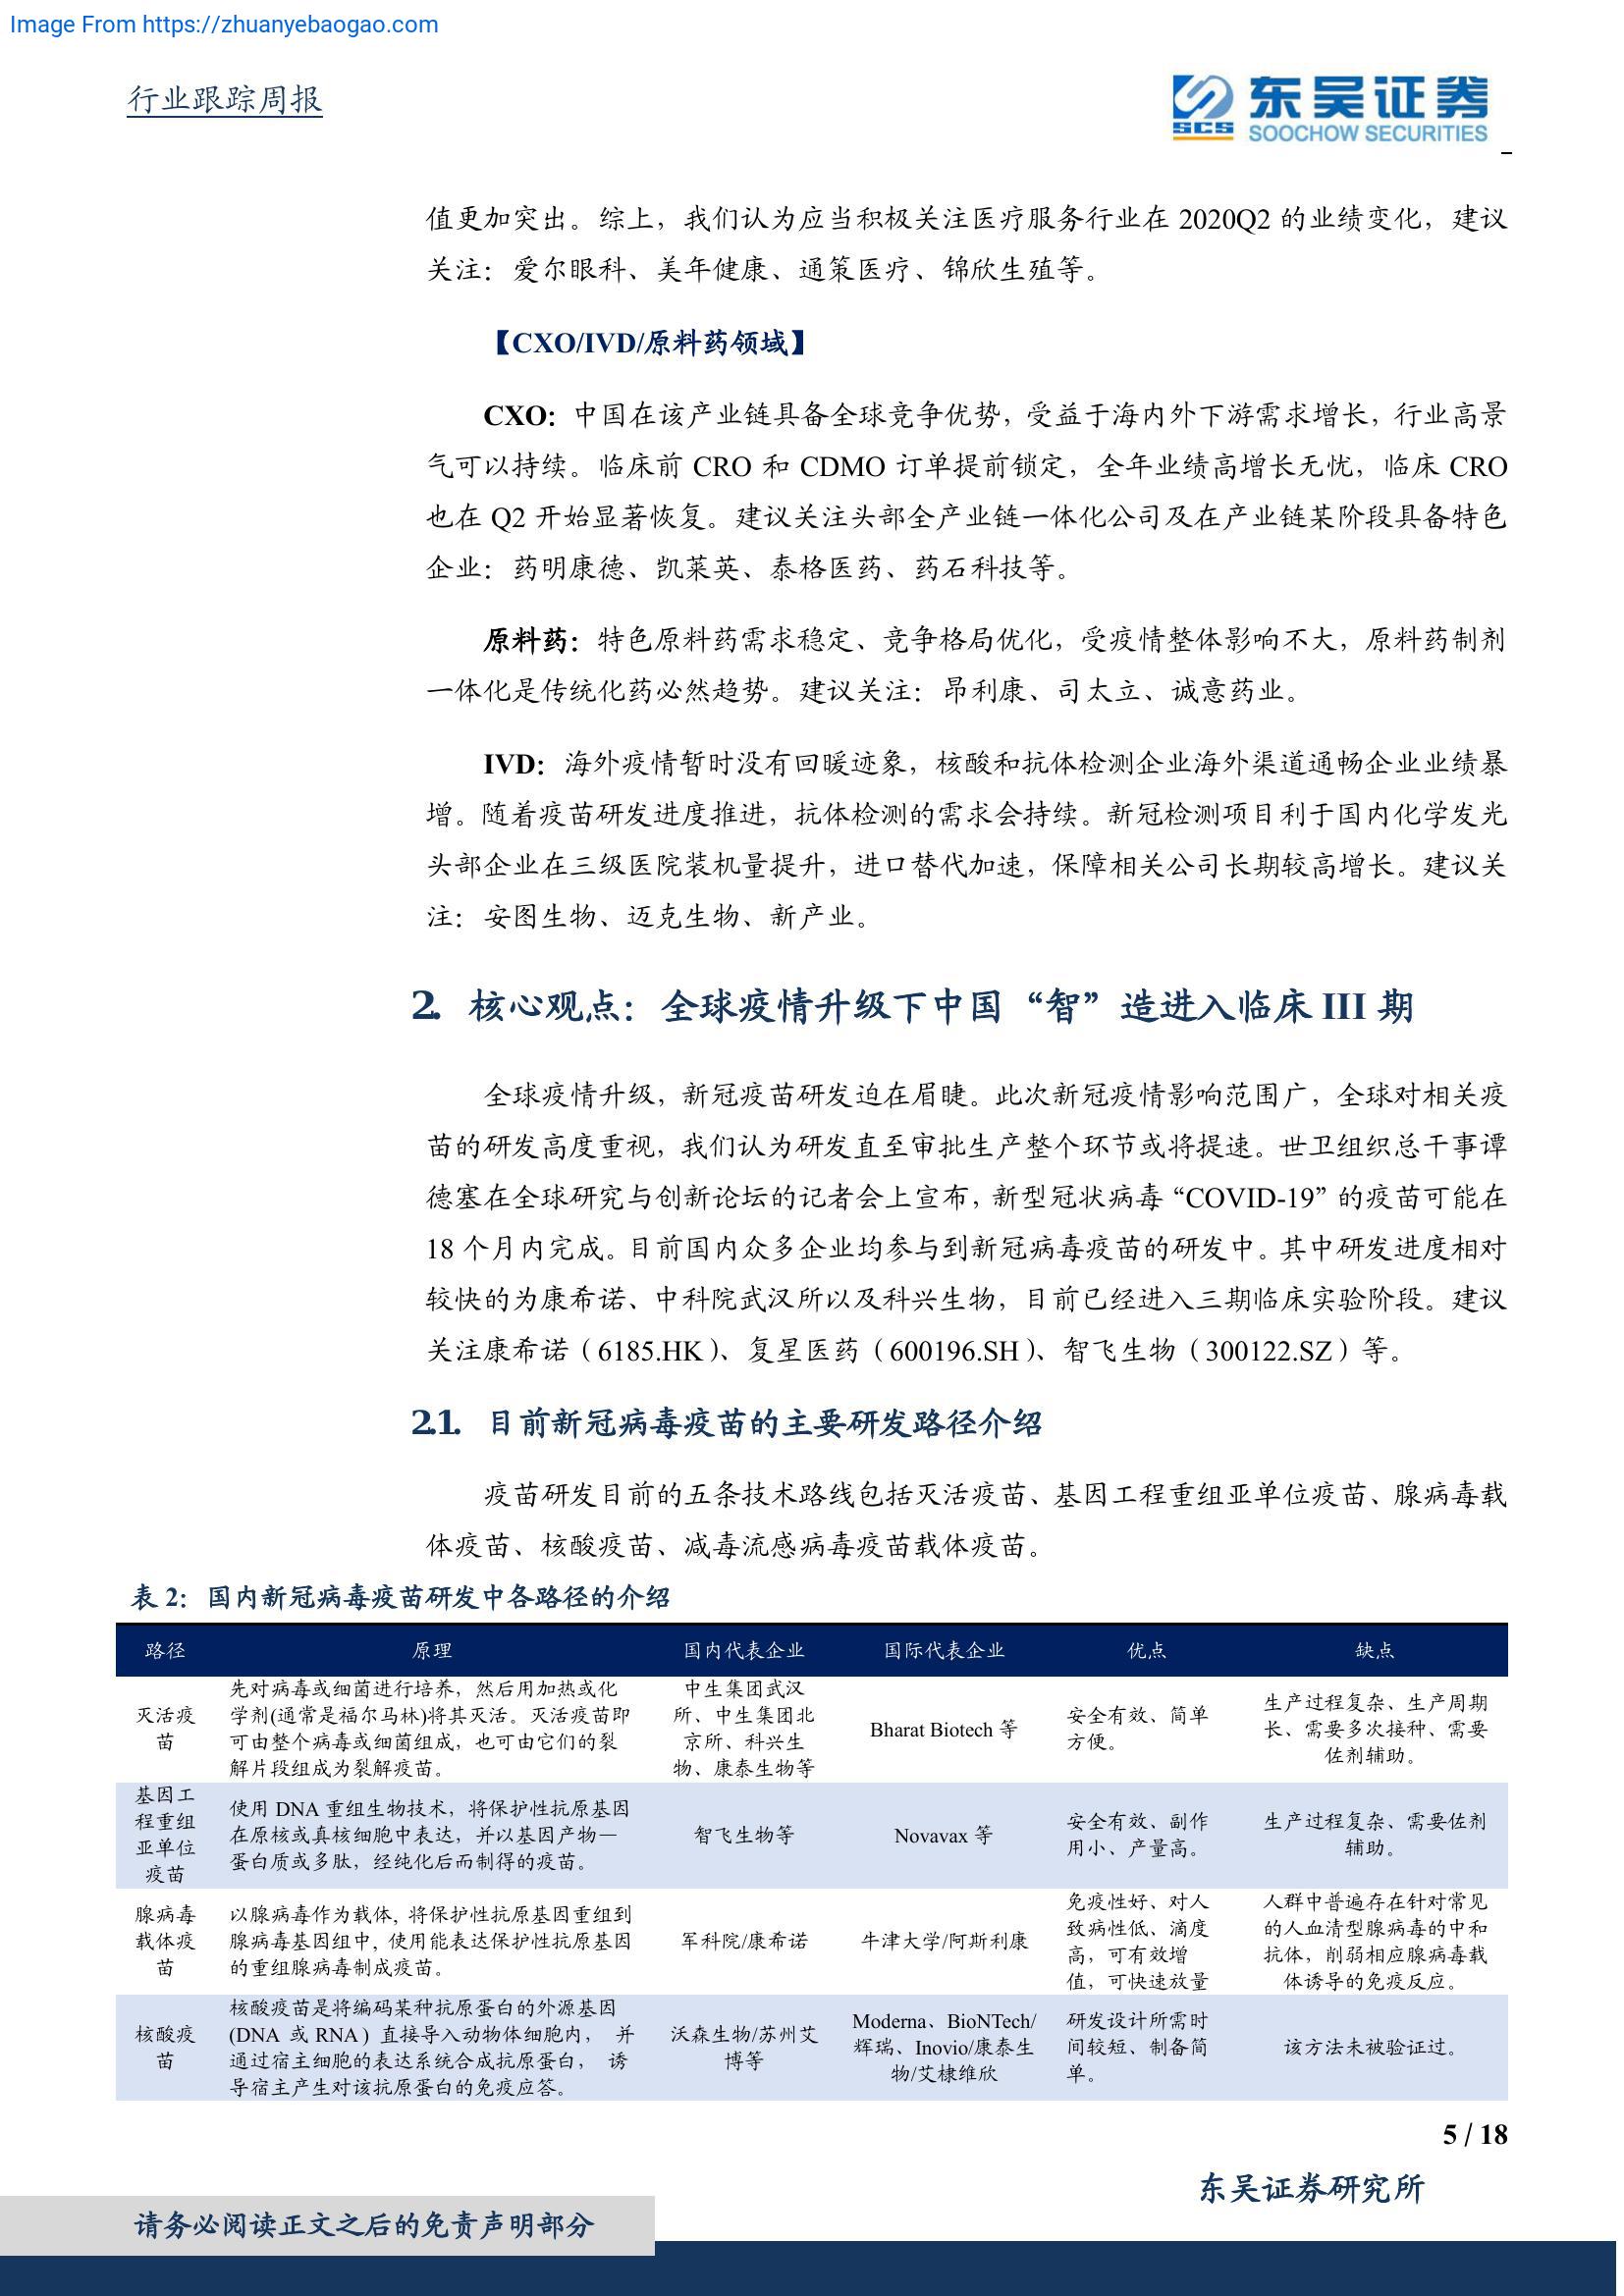 Image From https://zhuanyebaogao.com
行业跟踪周报
SCS
东吴证券
SOOCHOW SECURITIES
值更加突出。综上，我们认为应当积极关注医疗服务行业在 2020Q2 的业绩变化，建议
关注：爱尔眼科、美年健康、通策医疗、锦欣生殖等。
【CXO/IVD/原料药领域】
CXO：中国在该产业链具备全球竞争优势，受益于海内外下游需求增长，行业高景
气可以持续。临床前 CRO 和 CDMO 订单提前锁定，全年业绩高增长无忧，临床 CRO
也在 Q2 开始显著恢复。建议关注头部全产业链一体化公司及在产业链某阶段具备特色
企业：药明康德、凯莱英、泰格医药、药石科技等。
原料药：特色原料药需求稳定、竞争格局优化，受疫情整体影响不大，原料药制剂
一体化是传统化药必然趋势。建议关注：昂利康、司太立、诚意药业。
IVD：海外疫情暂时没有回暖迹象，核酸和抗体检测企业海外渠道通畅企业业绩暴
增。随着疫苗研发进度推进，抗体检测的需求会持续。新冠检测项目利于国内化学发光
头部企业在三级医院装机量提升，进口替代加速，保障相关公司长期较高增长。建议关
注：安图生物、迈克生物、新产业。
2. 核心观点：全球疫情升级下中国“智”造进入临床 III 期
全球疫情升级，新冠疫苗研发迫在眉睫。此次新冠疫情影响范围广，全球对相关疫
苗的研发高度重视，我们认为研发直至审批生产整个环节或将提速。世卫组织总干事谭
德塞在全球研究与创新论坛的记者会上宣布，新型冠状病毒“COVID-19”的疫苗可能在
18 个月内完成。目前国内众多企业均参与到新冠病毒疫苗的研发中。其中研发进度相对
较快的为康希诺、中科院武汉所以及科兴生物，目前已经进入三期临床实验阶段。建议
关注康希诺（6185.HK）、复星医药（600196.SH）、智飞生物（300122.SZ）等。
2.1. 目前新冠病毒疫苗的主要研发路径介绍
疫苗研发目前的五条技术路线包括灭活疫苗、基因工程重组亚单位疫苗、腺病毒载
体疫苗、核酸疫苗、减毒流感病毒疫苗载体疫苗。
表 2：国内新冠病毒疫苗研发中各路径的介绍
路径 原理 国内代表企业 国际代表企业 优点 缺点
灭活疫
苗
先对病毒或细菌进行培养，然后用加热或化
学剂(通常是福尔马林)将其灭活。灭活疫苗即
可由整个病毒或细菌组成，也可由它们的裂
解片段组成为裂解疫苗。
中生集团武汉
所、中生集团北
京所、科兴生
物、康泰生物等
Bharat Biotech 等
安全有效、简单
方便。
生产过程复杂、生产周期
长、需要多次接种、需要
佐剂辅助。
基因工
程重组
亚单位
疫苗
使用 DNA 重组生物技术，将保护性抗原基因
在原核或真核细胞中表达，并以基因产物—
蛋白质或多肽，经纯化后而制得的疫苗。
智飞生物等
Novavax 等
安全有效、副作
用小、产量高。
生产过程复杂、需要佐剂
辅助。
腺病毒
载体疫
苗
以腺病毒作为载体，将保护性抗原基因重组到
腺病毒基因组中，使用能表达保护性抗原基因
的重组腺病毒制成疫苗。
军科院/康希诺
牛津大学/阿斯利康
免疫性好、对人
致病性低、滴度
高，可有效增
值，可快速放量
人群中普遍存在针对常见
的人血清型腺病毒的中和
抗体，削弱相应腺病毒载
体诱导的免疫反应。
核酸疫
苗
核酸疫苗是将编码某种抗原蛋白的外源基因
(DNA 或 RNA) 直接导入动物体细胞内， 并
通过宿主细胞的表达系统合成抗原蛋白， 诱
导宿主产生对该抗原蛋白的免疫应答。
沃森生物/苏州艾
博等
Moderna、BioNTech/
辉瑞、Inovio/康泰生
物/艾棣维欣
研发设计所需时
间较短、制备简
单。
该方法未被验证过。
5 / 18
东吴证券研究所
请务必阅读正文之后的免责声明部分